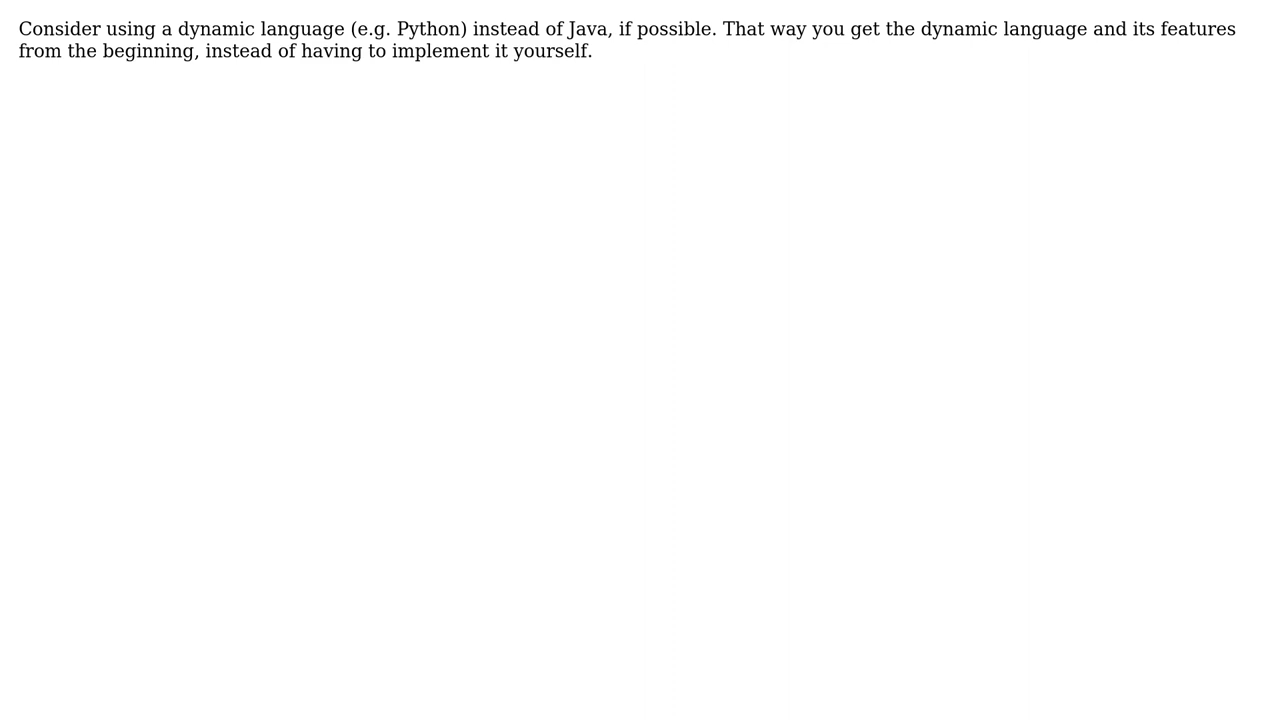 Consider using a dynamic language (e.g. Python) instead of Java, if possible. That way you get the dynamic language and its features
from the beginning, instead of having to implement it yourself.